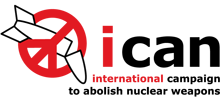 ican
international campaign
to abolish nuclear weapons